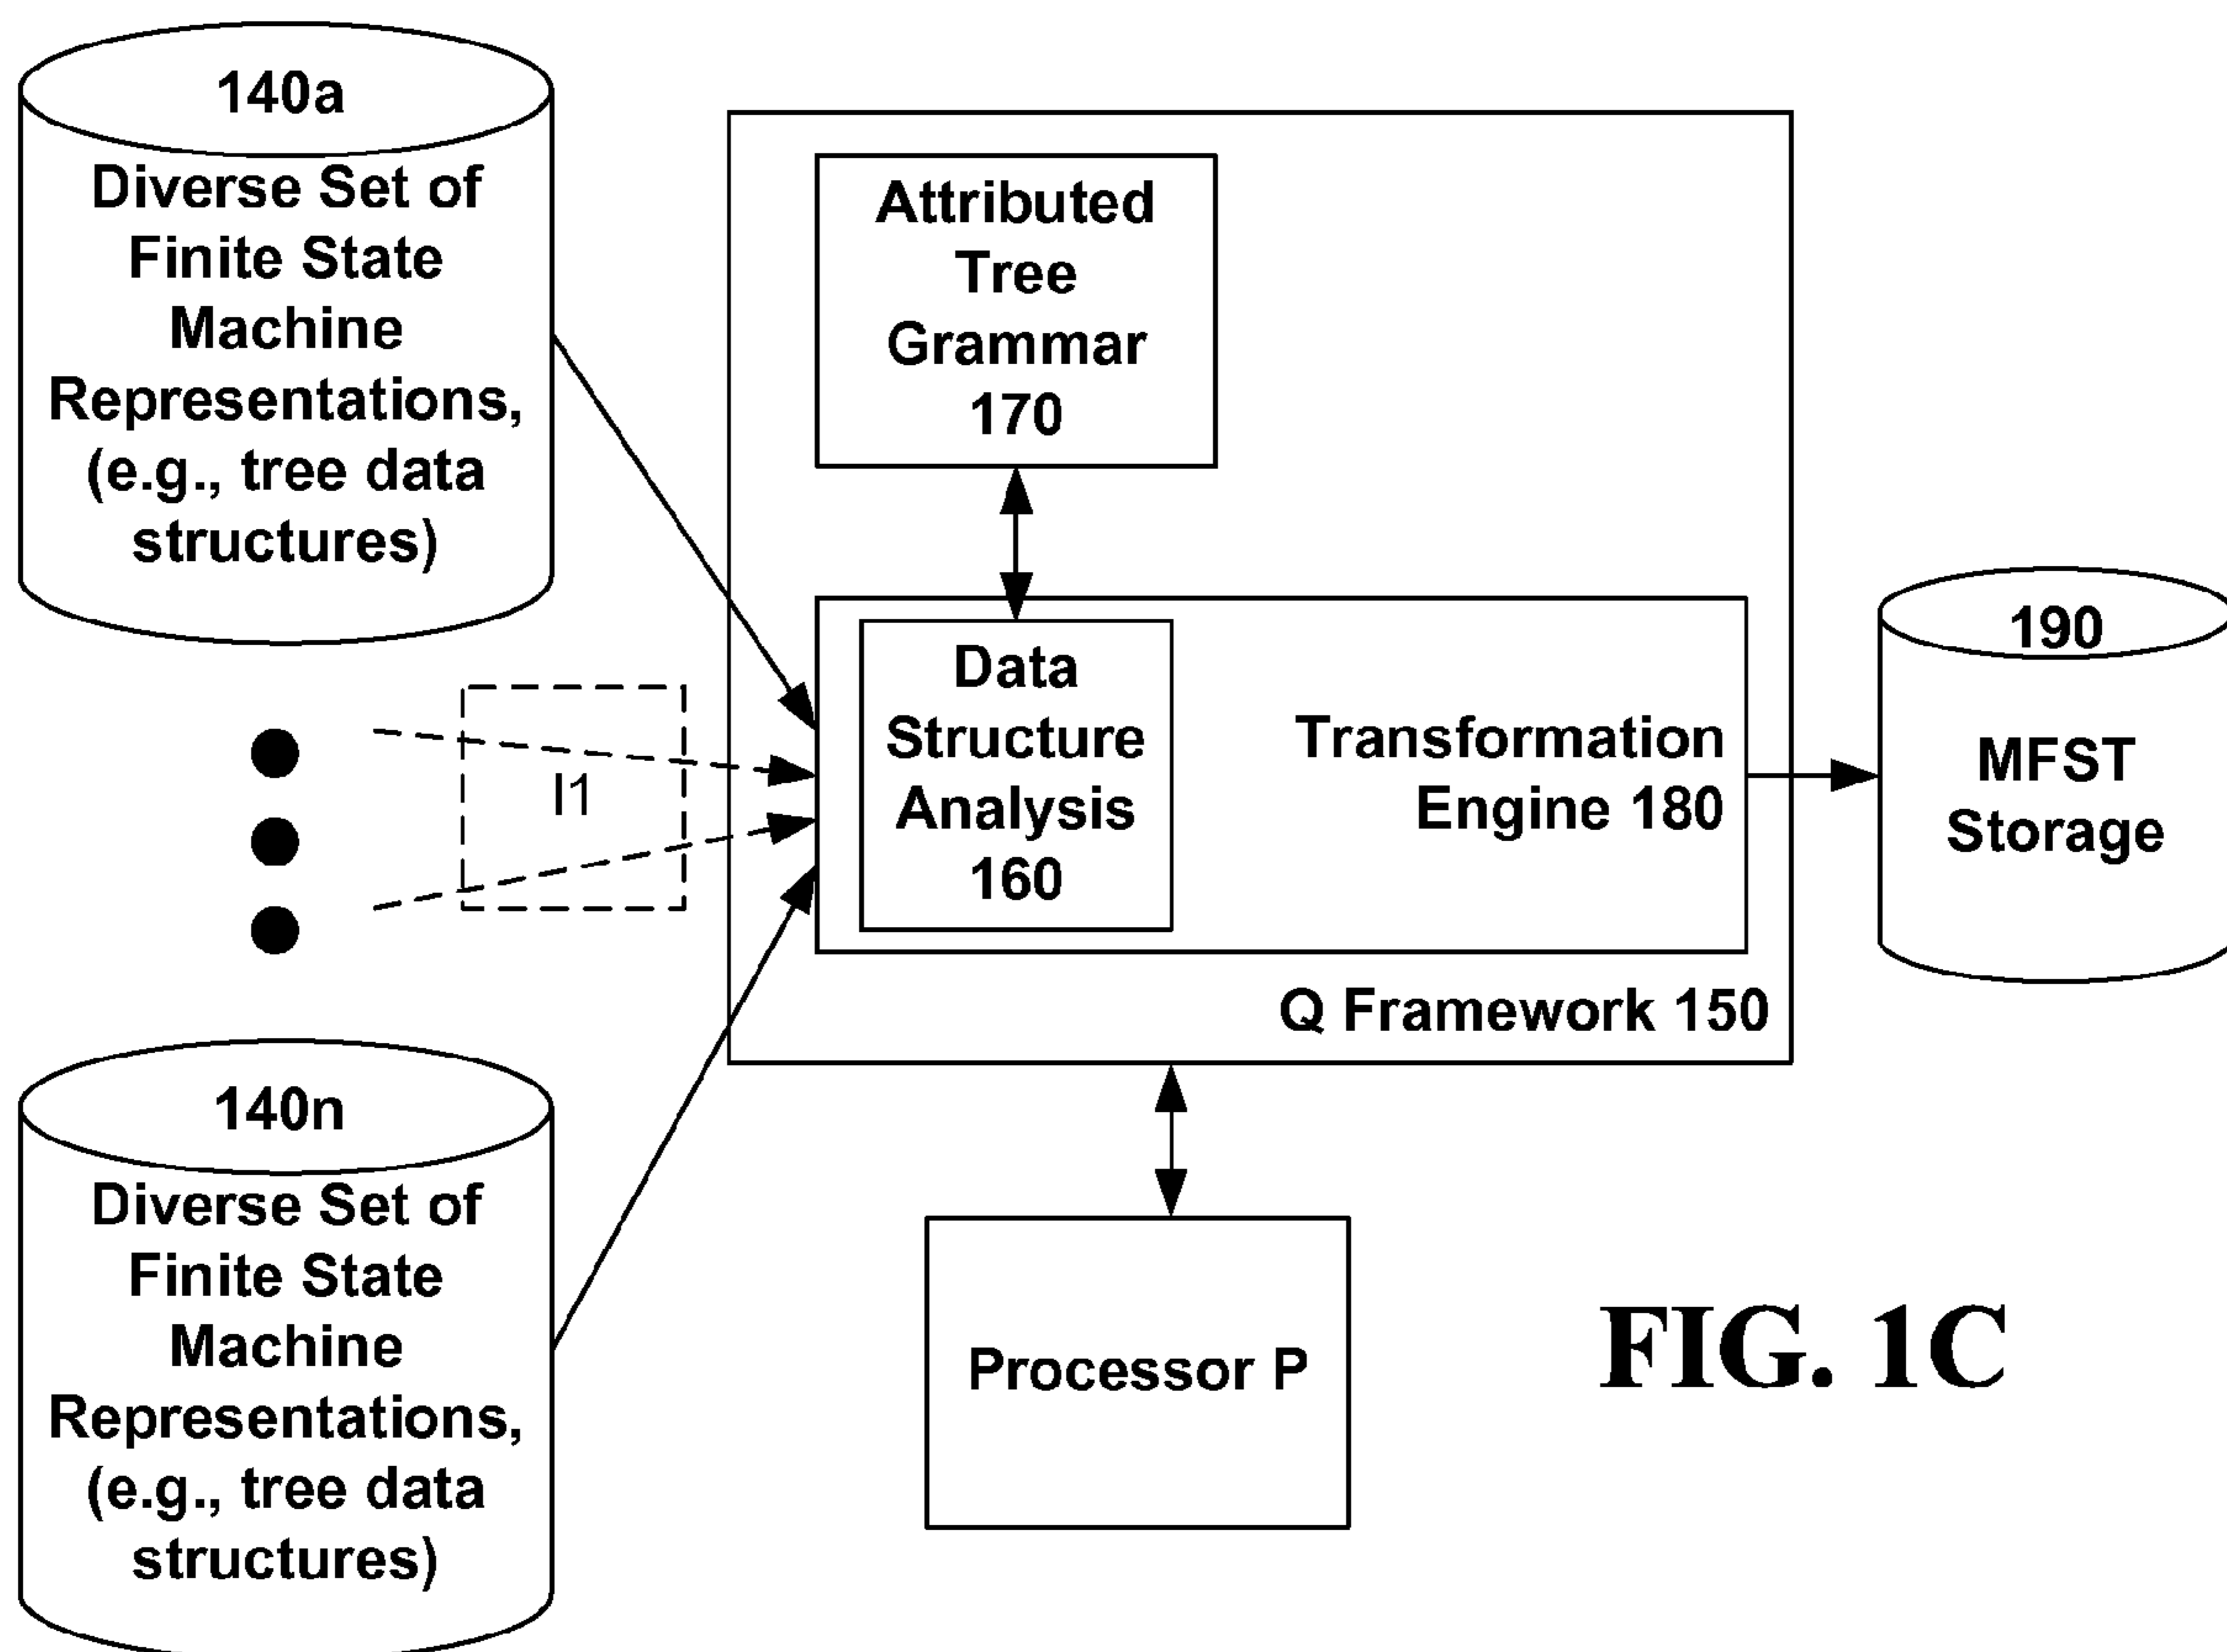 140a
Diverse Set of
Finite State
Machine
Representations,
(e.g., tree data
structures)
Attributed
Tree
Grammar
170
Data
Structure
Analysis
160
Transformation
Engine 180
Q Framework 150
190
MFST
Storage
I1
140n
Diverse Set of
Finite State
Machine
Representations,
(e.g., tree data
structures)
Processor P
FIG. 1C